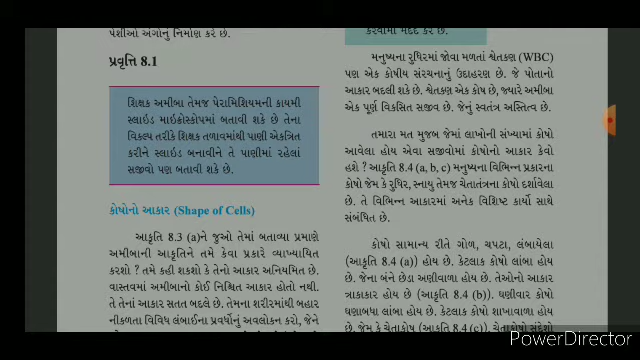 પેશીઓ અંગોનું નિર્માણ કરે છે.
પ્રવૃત્તિ 8.1
શિક્ષક અમીબા તેમજ પેરામિશિયમની કાયમી
સ્લાઇડ માઇક્રોસ્કોપમાં બતાવી શકે છે તેના
વિકલ્પ તરીકે શિક્ષક તળાવમાંથી પાણી એકત્રિત
કરીને સ્લાઇડ બનાવીને તે પાણીમાં રહેલાં
સજીવો પણ બતાવી શકે છે.
કોષોનો આકાર (Shape of Cells)
આકૃતિ 8.3 (a)ને જુઓ તેમાં બતાવ્યા પ્રમાણે
અમીબાની આકૃતિને તમે કેવા પ્રકારે વ્યાખ્યાયિત
કરશો ? તમે કહી શકશો કે તેનો આકાર અનિયમિત છે.
વાસ્તવમાં અમીબાનો કોઈ નિશ્ચિત આકાર હોતો નથી.
તે તેનાં આકાર સતત બદલે છે. તેમના શરીરમાંથી બહાર
નીકળતા વિવિધ લંબાઈના પ્રવર્ધોનું અવલોકન કરો, જેને
કરવામાં મદદ કરે છે.
મનુષ્યના રુધિરમાં જોવા મળતાં શ્વેતકણ (WBC)
પણ એક કોષીય સંરચનાનું ઉદાહરણ છે. જે પોતાનો
આકાર બદલી શકે છે. શ્વેતકણ એક કોષ છે, જ્યારે અમીબા
એક પૂર્ણ વિકસિત સજીવ છે. જેનું સ્વતંત્ર અસ્તિત્વ છે.
તમારા મત મુજબ જેમાં લાખોની સંખ્યામાં કોષો
આવેલા હોય એવા સજીવોમાં કોષોનો આકાર કેવો
હશે ? આકૃતિ 8.4 (a, b, c) મનુષ્યના વિભિન્ન પ્રકારના
કોષો જેમ કે રુધિર, સ્નાયુ તેમજ ચેતાતંત્રના કોષો દર્શાવેલા
છે. તે વિભિન્ન આકારમાં અનેક વિશિષ્ટ કાર્યો સાથે
સંબંધિત છે.
કોષો સામાન્ય રીતે ગોળ, ચપટા, લંબાયેલા
(આકૃતિ 8.4 (a)) હોય છે. કેટલાક કોષો લાંબા હોય છે.
જેના બંને છેડા અણીવાળા હોય છે. તેઓનો આકાર
ત્રાકાકાર હોય છે (આકૃતિ 8.4 (b)). ઘણીવાર કોષો
ઘણાબધા લાંબા હોય છે. કેટલાક કોષો શાખાવાળા હોય
છે. જેમ કે ચેતાકોષ (આકૃતિ 8.4 (c)). ચેતાકોષો સંદેશો
PowerDirector